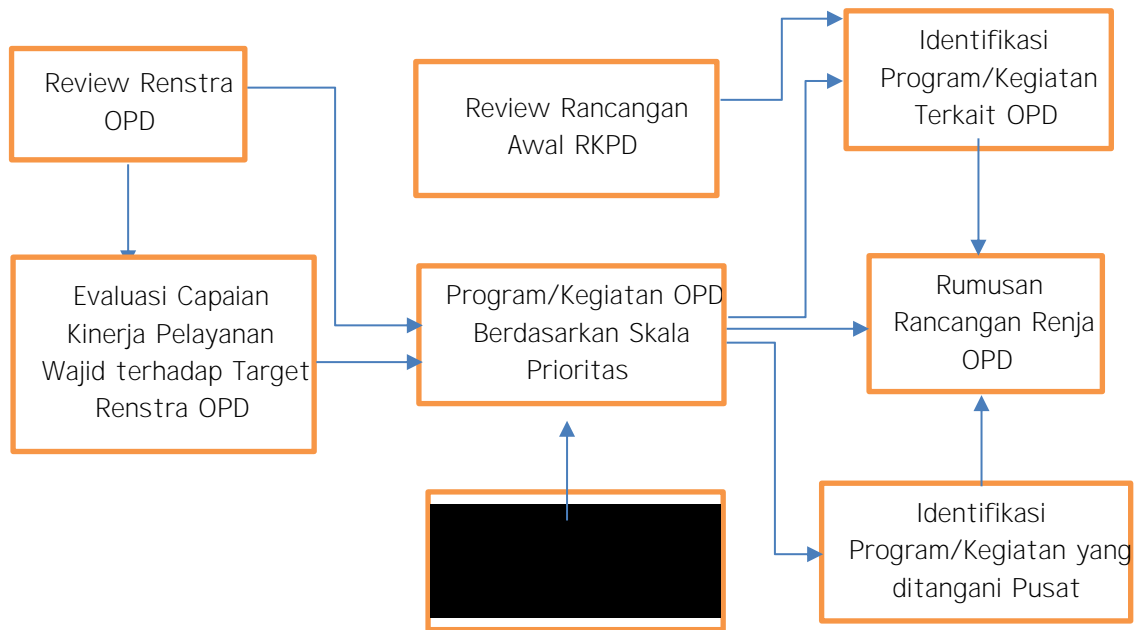 Review Renstra
OPD
Review Rancangan
Awal RKPD
Identifikasi
Program/Kegiatan
Terkait OPD
Evaluasi Capaian
Kinerja Pelayanan
Wajid terhadap Target
Renstra OPD
Program/Kegiatan OPD
Berdasarkan Skala
Prioritas
Rumusan
Rancangan Renja
OPD
Identifikasi
Program/Kegiatan yang
ditangani Pusat